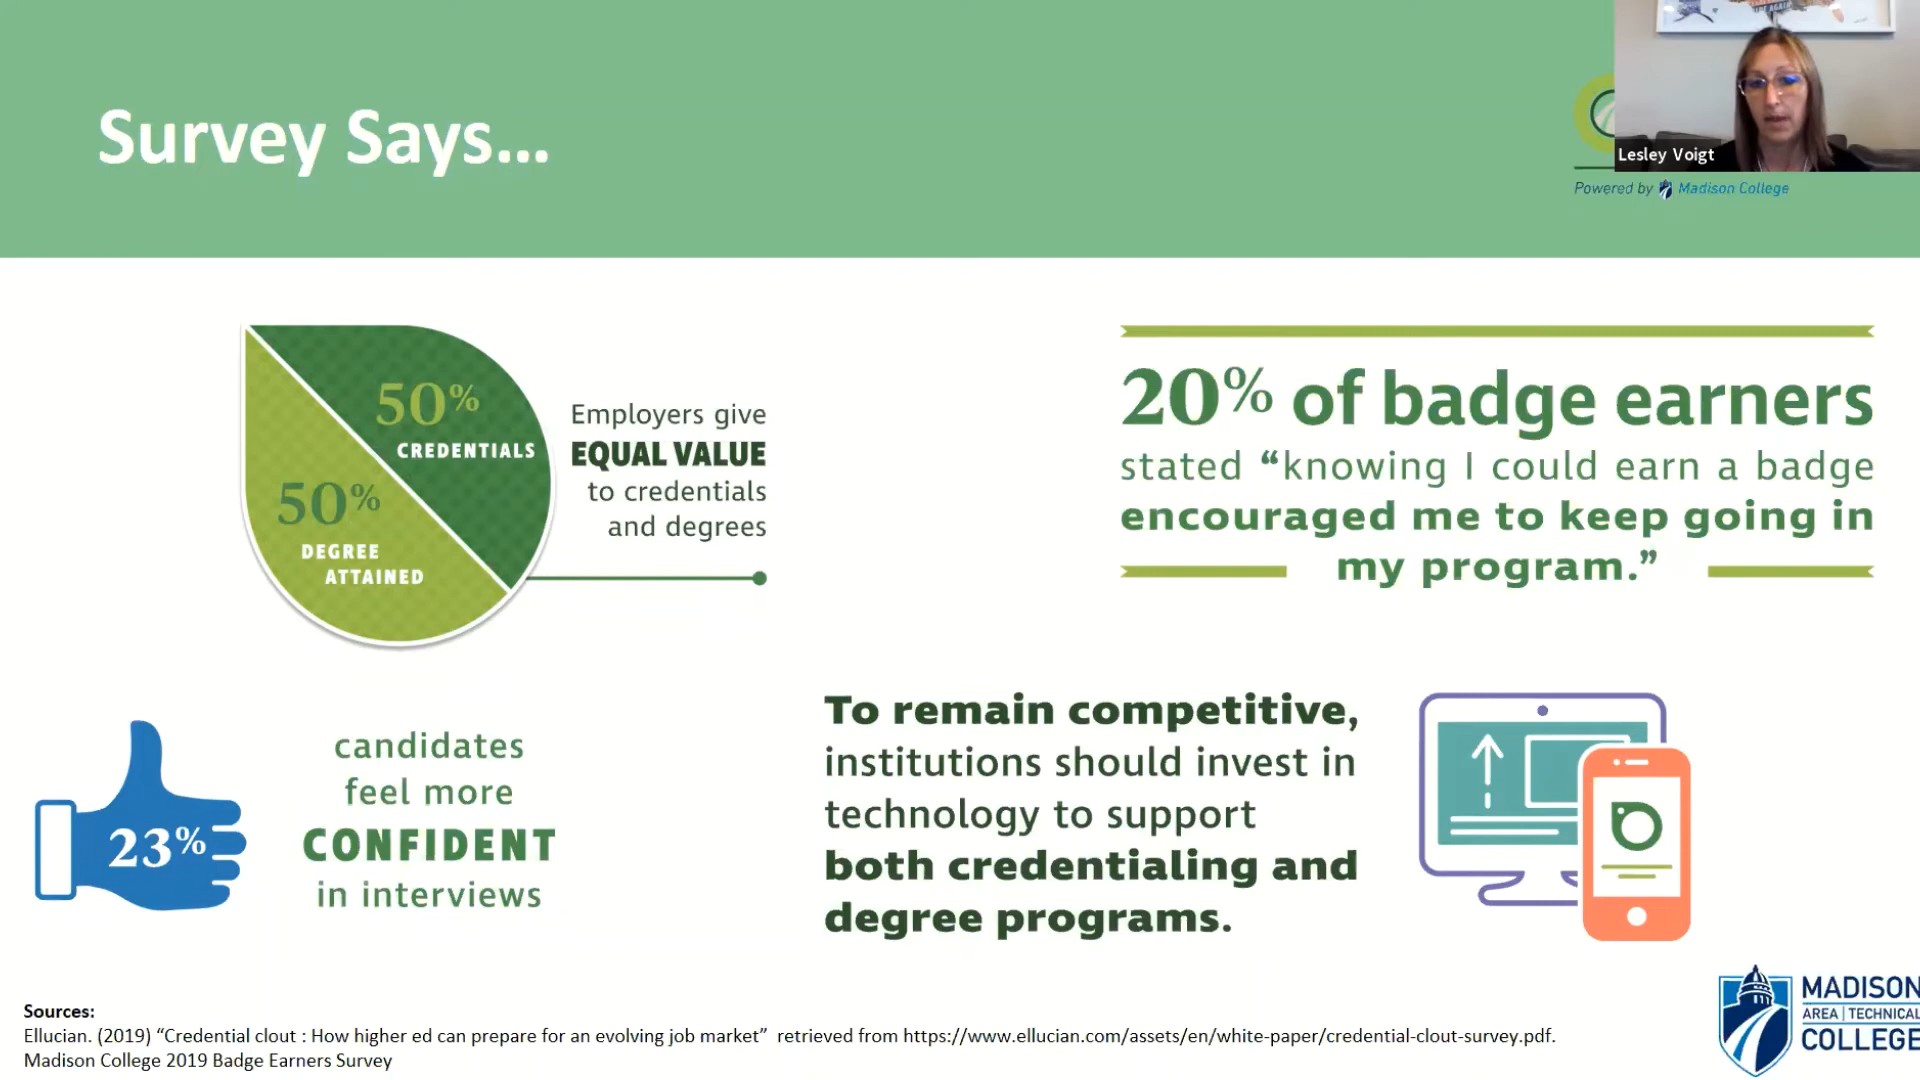 Survey Says...
Lesley Voigt
Powered by Madison College
50%
CREDENTIALS
50%
DEGREE
ATTAINED
Employers give
EQUAL VALUE
to credentials
and degrees
20% of badge earners
stated “knowing I could earn a badge
encouraged me to keep going in
my program.”
23%
candidates
feel more
CONFIDENT
in interviews
To remain competitive,
institutions should invest in
technology to support
both credentialing and
degree programs.
Sources:
Ellucian. (2019) “Credential clout : How higher ed can prepare for an evolving job market” retrieved from https://www.ellucian.com/assets/en/white-paper/credential-clout-survey.pdf.
Madison College 2019 Badge Earners Survey
MADISON
AREA | TECHNICAL
COLLEGE